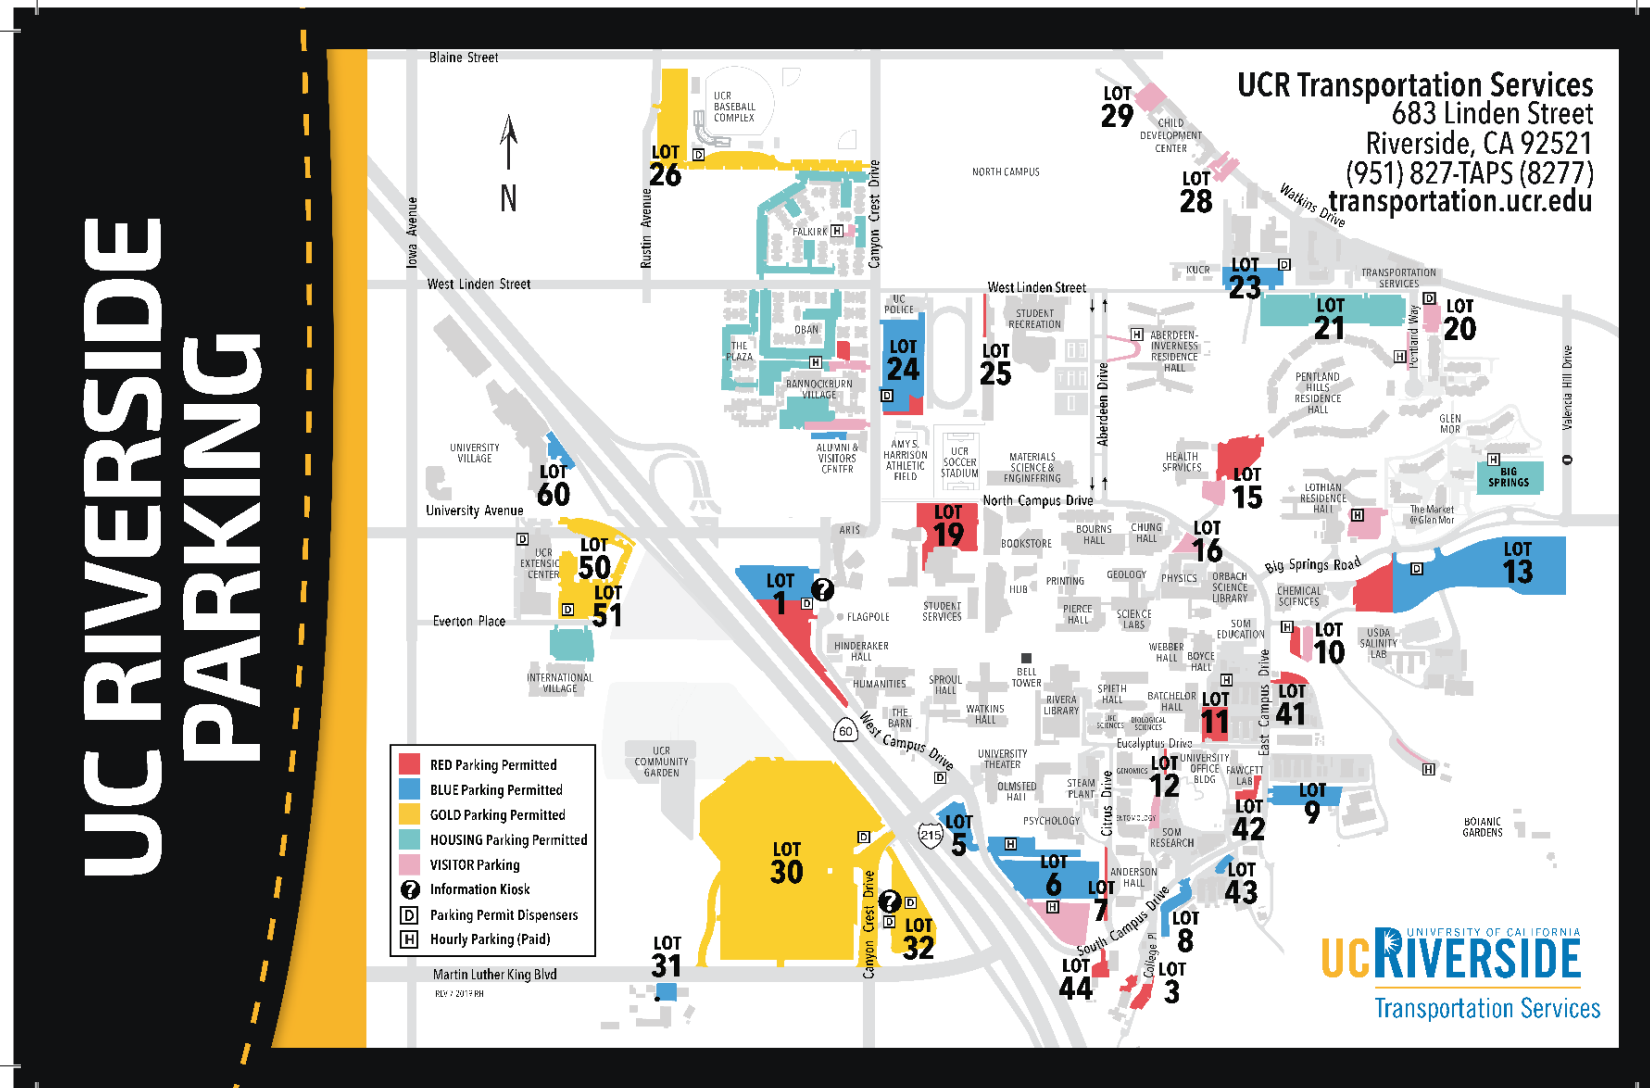 UC RIVERSIDE
PARKING
UCR Transportation Services
683 Linden Street
Riverside, CA 92521
(951) 827-TAPS (8277)
transportation.ucr.edu
Blaine Street
UCR
BASEBALL
COMPLEX
LOT
29
CHILD
DEVELOPMENT
CENTER
LOT
26
D
N
NORTH CAMPUS
LOT
28
Watkins Drive
Iowa Avenue
Rustin Avenue
Canyon Crest Drive
FALKIRK
H
West Linden Street
KUCR
LOT
23
D
TRANSPORTATION
SERVICES
UC
POLICE
West Linden Street
STUDENT
RECREATION
LOT
21
D
LOT
20
Pentland Way
H
OBAN
THE
PLAZA
H
BANNOCKBURN
VILLAGE
LOT
24
D
LOT
25
H
ABERDEEN-
INVERNESS
RESIDENCE
HALL
Aberdeen Drive
PENTLAND
HILLS
RESIDENCE
HALL
Valencia Hill Drive
GLEN
MOR
UNIVERSITY
VILLAGE
LOT
60
ALUMNI &
VISITORS
CENTER
AMY S.
HARRISON
ATHLETIC
FIELD
UCR
SOCCER
STADIUM
MATERIALS
SCIENCE &
ENGINEERING
HEALTH
SERVICES
LOT
15
LOTHIAN
RESIDENCE
HALL
H
H
BIG
SPRINGS
The Market
@ Glen Mor
University Avenue
North Campus Drive
D
UCR
EXTENSION
CENTER
LOT
50
LOT
51
D
ARTS
LOT
19
BOOKSTORE
BOURNS
HALL
CHUNG
HALL
LOT
16
Big Springs Road
LOT
13
D
LOT
1
D
?
HUB
PRINTING
GEOLOGY
PHYSICS
ORBACH
SCIENCE
LIBRARY
CHEMICAL
SCIENCES
Everton Place
FLAGPOLE
STUDENT
SERVICES
PIERCE
HALL
SCIENCE
LABS
SOM
EDUCATION
H
LOT
10
USDA
SALINITY
LAB
INTERNATIONAL
VILLAGE
HINDERAKER
HALL
WEBBER
HALL
BOYCE
HALL
HUMANITIES
SPROUL
HALL
BELL
TOWER
RIVERA
LIBRARY
SPIETH
HALL
BATCHELOR
HALL
H
LOT
11
LOT
41
East Campus Drive
THE
BARN
WATKINS
HALL
LIFE
SCIENCES
BIOLOGICAL
SCIENCES
60
West Campus Drive
Eucalyptus Drive
UCR
COMMUNITY
GARDEN
UNIVERSITY
THEATER
GENOMICS
LOT
12
UNIVERSITY
OFFICE
BLDG
FAWCETT
LAB
H
D
OLMSTED
HALL
STEAM
PLANT
Citrus Drive
LOT
42
LOT
9
LOT
5
215
PSYCHOLOGY
ENTOMOLOGY
SOM
RESEARCH
BOTANIC
GARDENS
LOT
30
D
H
LOT
6
H
LOT
7
ANDERSON
HALL
LOT
43
Canyon Crest Drive
?
D
D
LOT
32
South Campus Drive
College Pl
LOT
8
LOT
31
LOT
44
LOT
3
Martin Luther King Blvd
RED Parking Permitted
BLUE Parking Permitted
GOLD Parking Permitted
HOUSING Parking Permitted
VISITOR Parking
? Information Kiosk
D Parking Permit Dispensers
H Hourly Parking (Paid)
UNIVERSITY OF CALIFORNIA
UCRIVERSIDE
Transportation Services